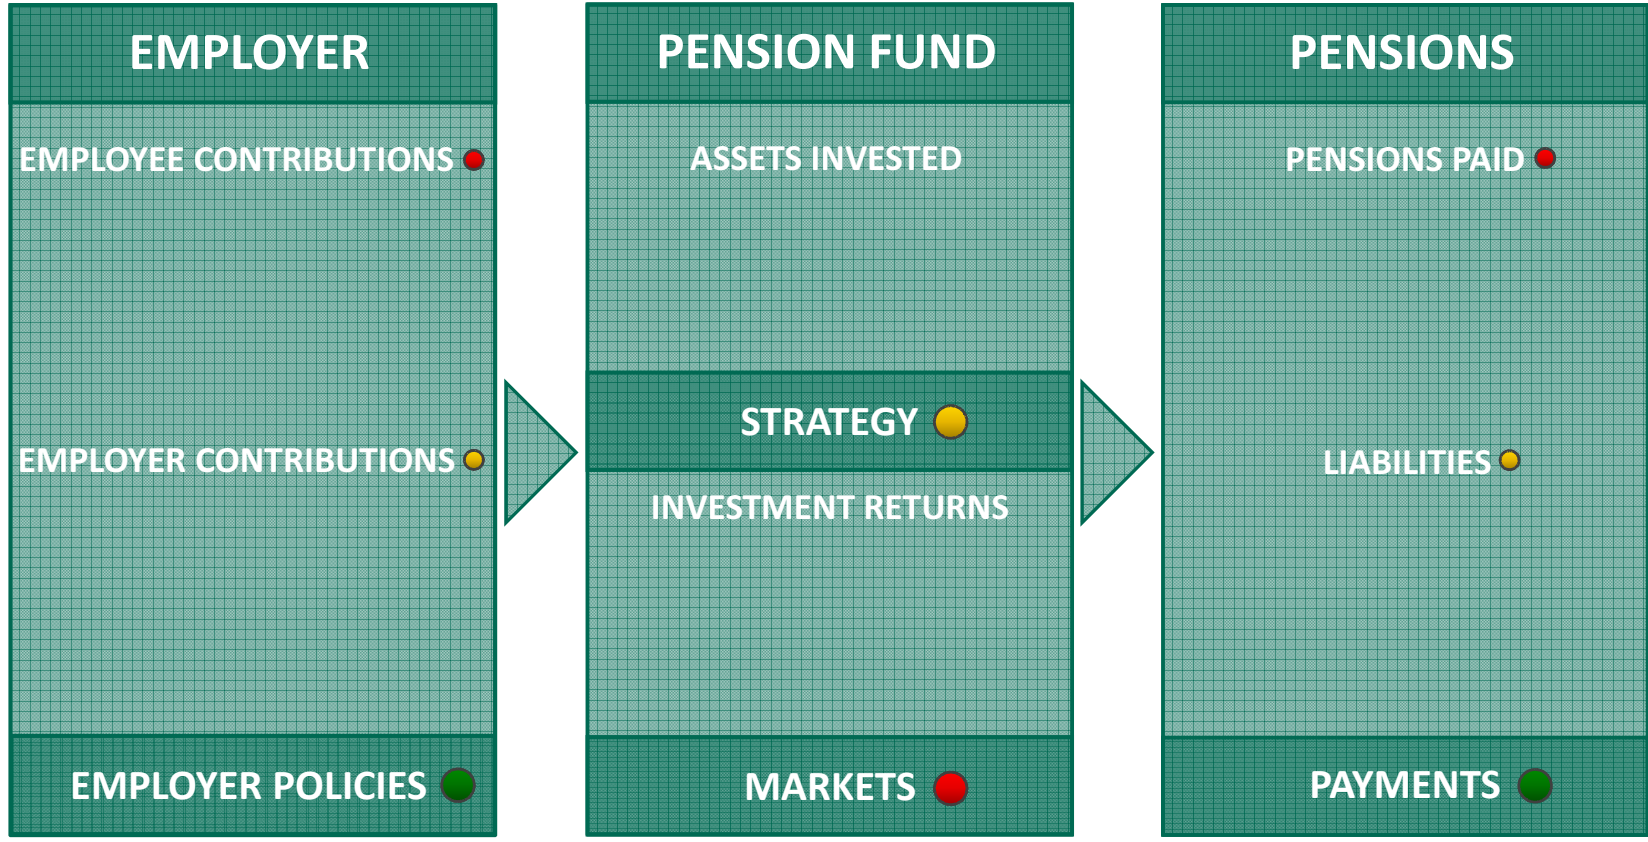 EMPLOYER
EMPLOYEE CONTRIBUTIONS
EMPLOYER CONTRIBUTIONS
EMPLOYER POLICIES
PENSION FUND
ASSETS INVESTED
STRATEGY
INVESTMENT RETURNS
MARKETS
PENSIONS
PENSIONS PAID
LIABILITIES
PAYMENTS